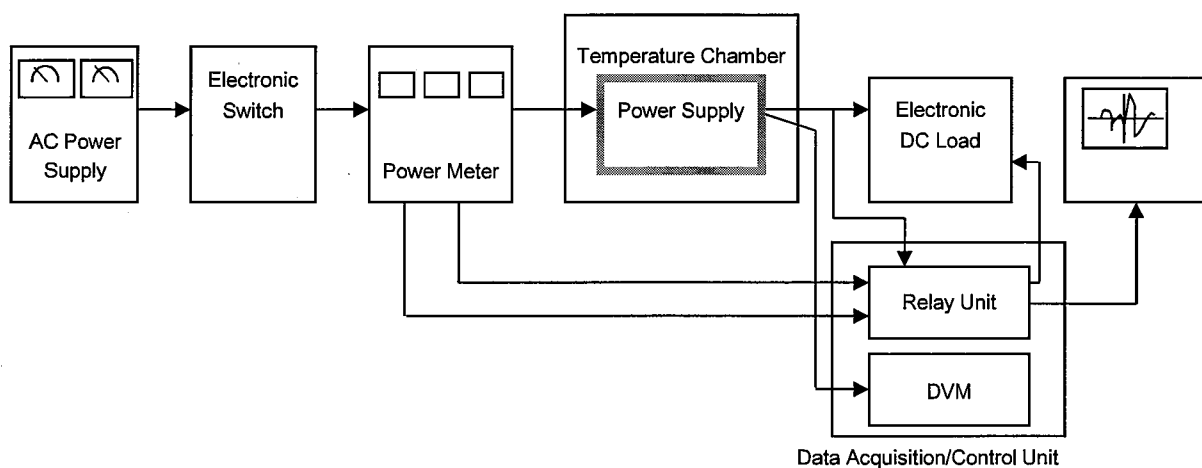 AC Power
Supply
Electronic
Switch
Power Meter
Temperature Chamber
Power Supply
Electronic
DC Load
Relay Unit
DVM
Data Acquisition/Control Unit